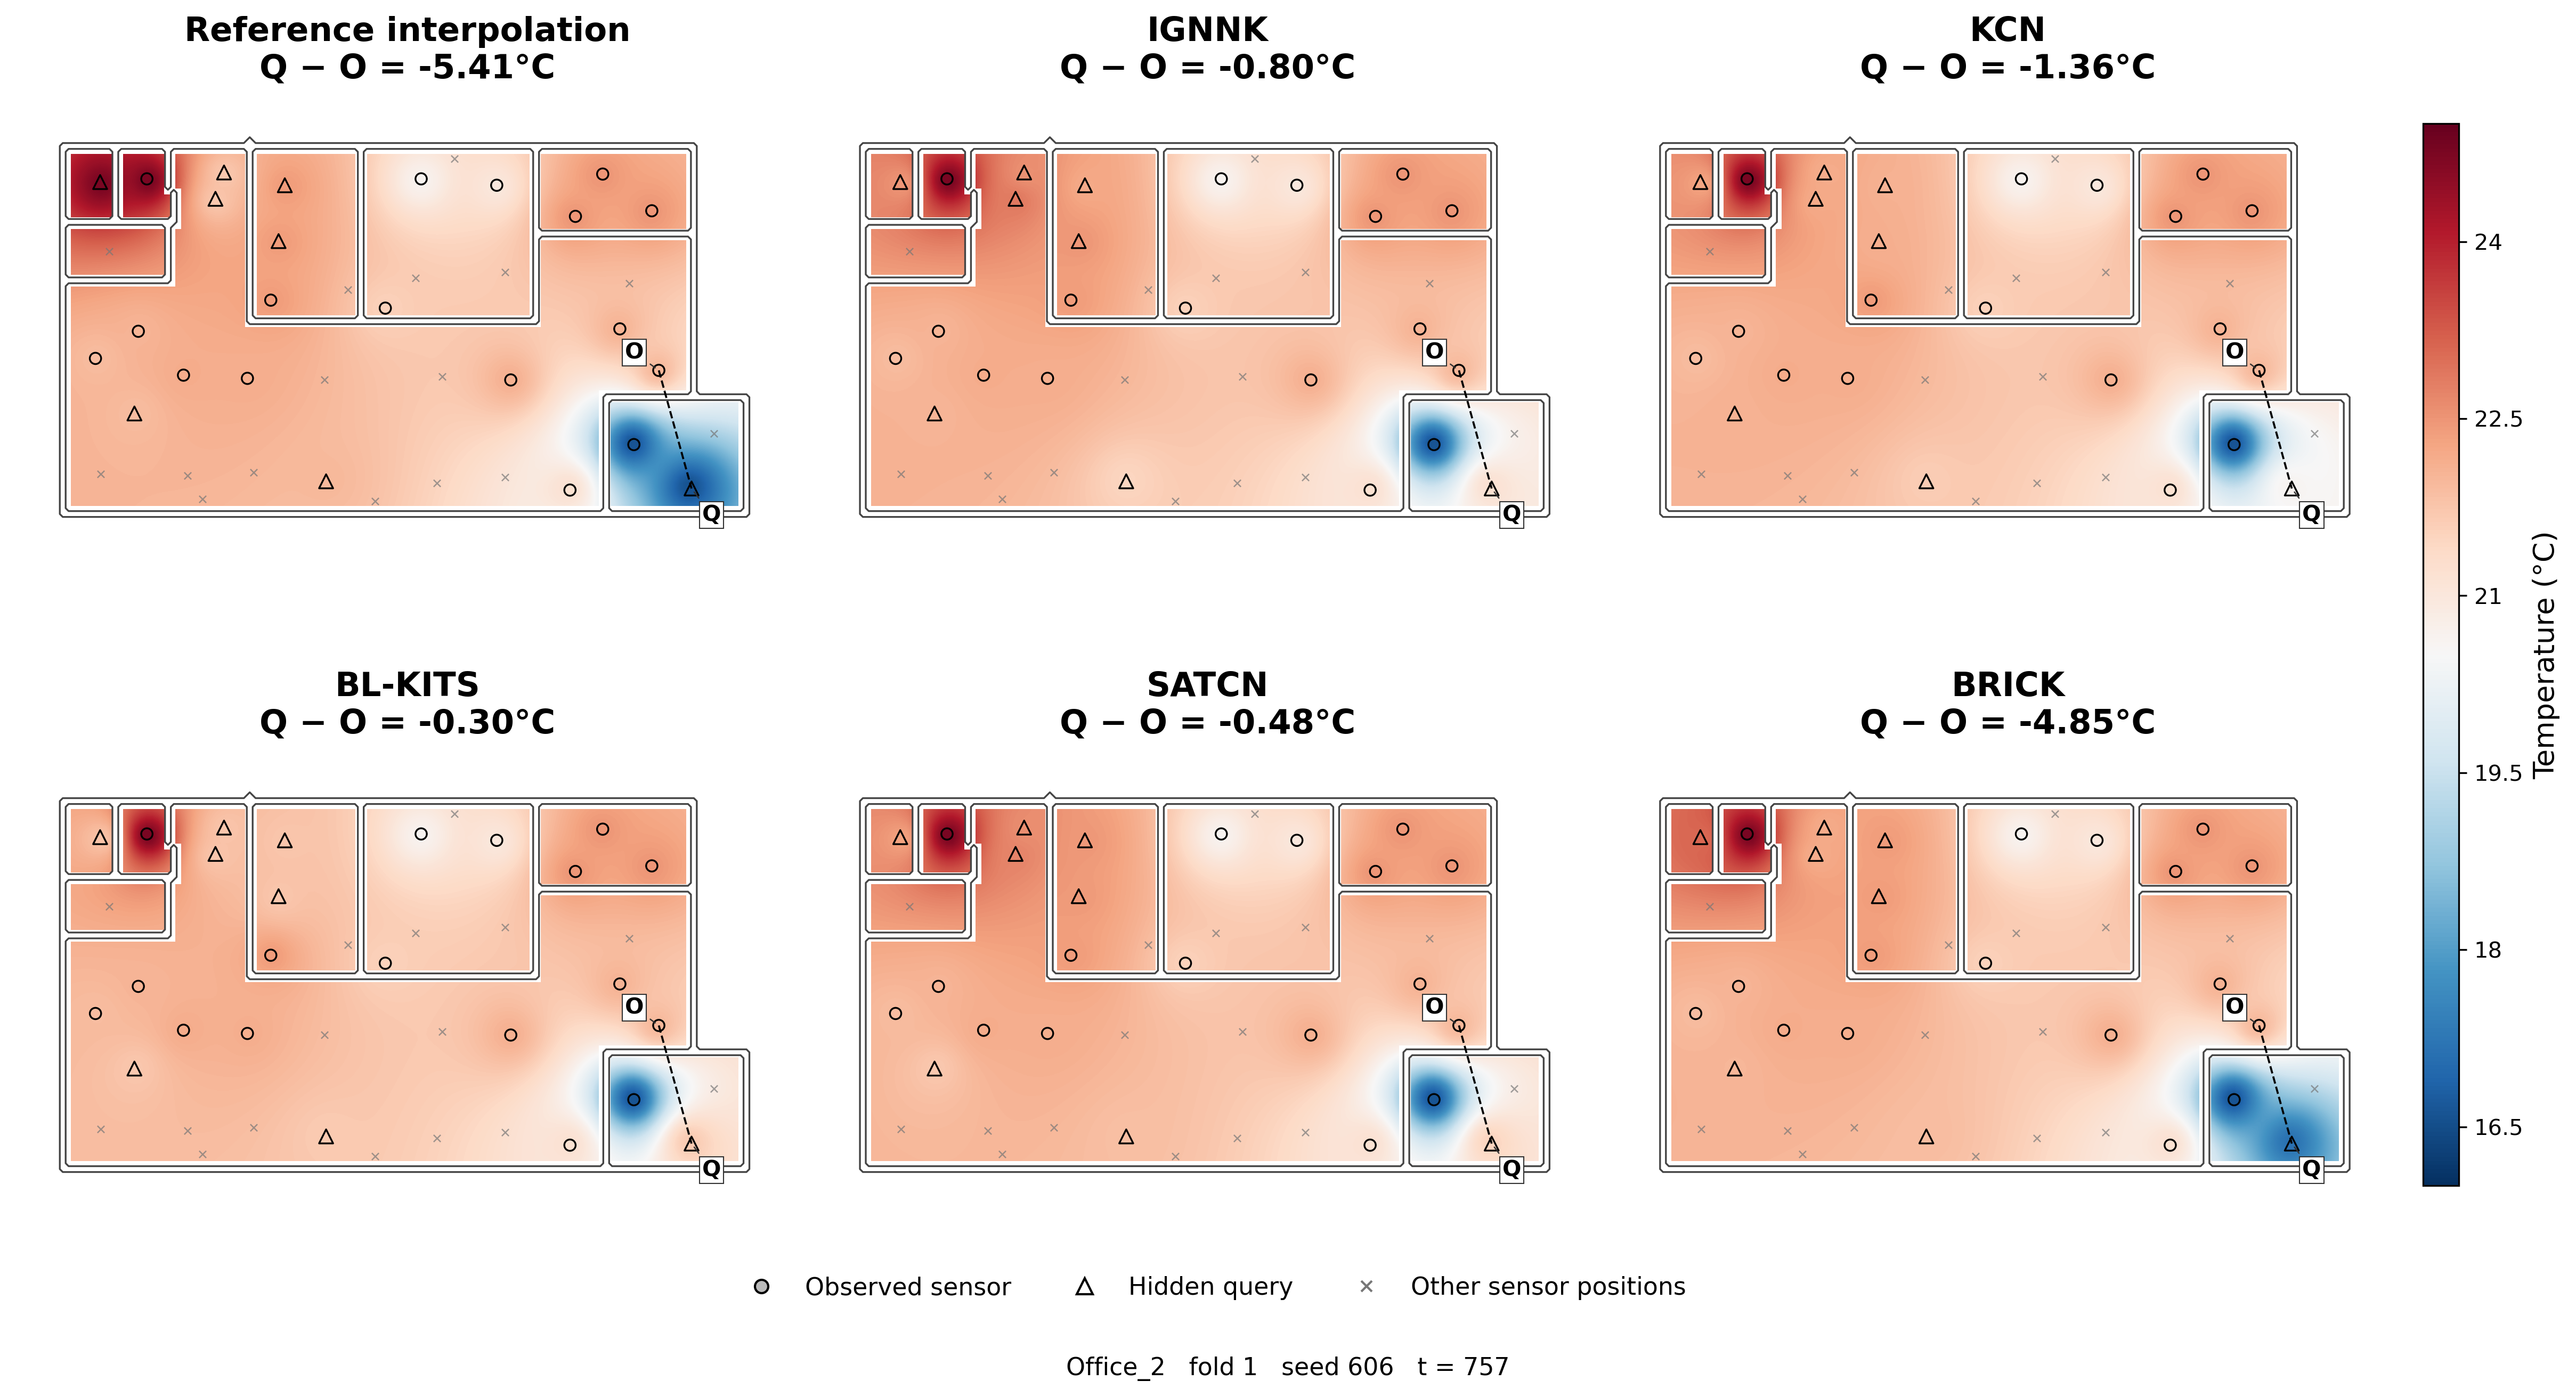 Reference interpolation
Q − O = -5.41°C
IGNNK
Q − O = -0.80°C
KCN
Q − O = -1.36°C
O
Q
O
Q
O
Q
24
22.5
21
19.5
18
16.5
Temperature (°C)
BL-KITS
Q − O = -0.30°C
SATCN
Q − O = -0.48°C
BRICK
Q − O = -4.85°C
O
Q
O
Q
O
Q
Observed sensor
Hidden query
Other sensor positions
Office_2 fold 1 seed 606 t = 757